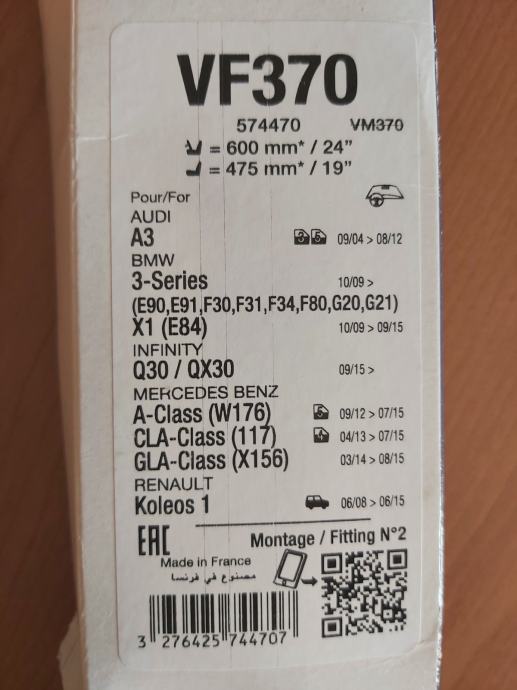 VF370
574470 VM370
= 600 mm* / 24"
= 475 mm* / 19"
Pour/For
AUDI
A3 3 5 09/04 > 08/12
BMW
3-Series 10/09 >
(E90,E91,F30,F31,F34,F80,G20,G21)
X1 (E84) 10/09 > 09/15
INFINITY
Q30 / QX30 09/15 >
MERCEDES BENZ
A-Class (W176) 5 09/12 > 07/15
CLA-Class (117) 4 04/13 > 07/15
GLA-Class (X156) 03/14 > 08/15
RENAULT
Koleos 1 06/08 > 06/15
EAC Montage / Fitting N°2
Made in France
مصنوع في فرنسا
3 276425 744707